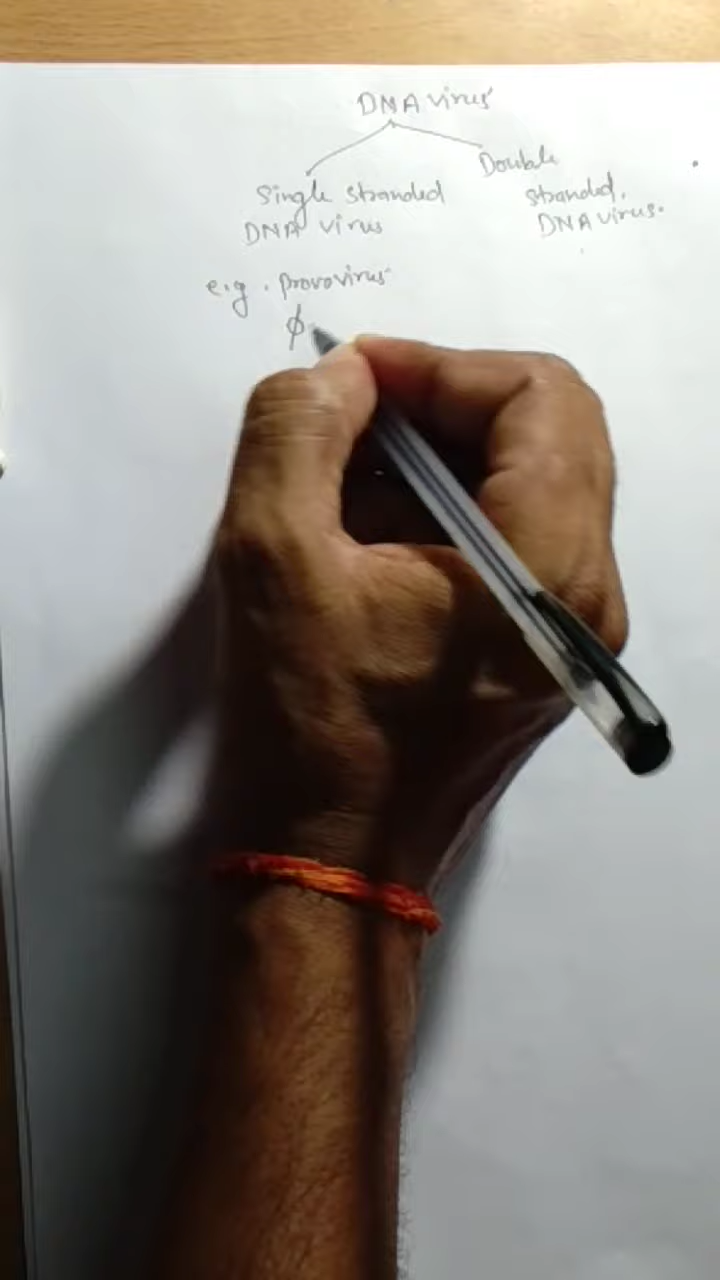 DNA virus
Single stranded
DNA virus
Double
stranded.
DNA virus.
e.g. provovirus
φ